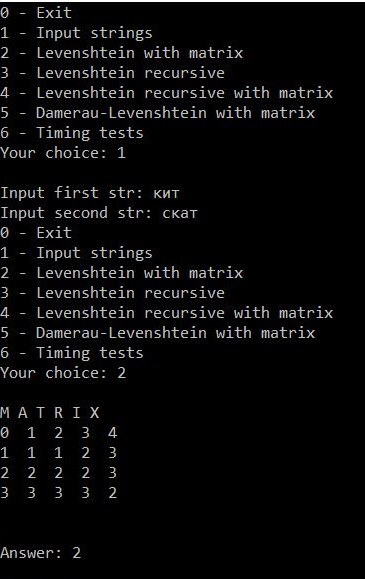 0 - Exit
1 - Input strings
2 - Levenshtein with matrix
3 - Levenshtein recursive
4 - Levenshtein recursive with matrix
5 - Damerau-Levenshtein with matrix
6 - Timing tests
Your choice: 1
Input first str: кит
Input second str: скат
0 - Exit
1 - Input strings
2 - Levenshtein with matrix
3 - Levenshtein recursive
4 - Levenshtein recursive with matrix
5 - Damerau-Levenshtein with matrix
6 - Timing tests
Your choice: 2
M A T R I X
0 1 2 3 4
1 1 1 2 3
2 2 2 2 3
3 3 3 3 2
Answer: 2